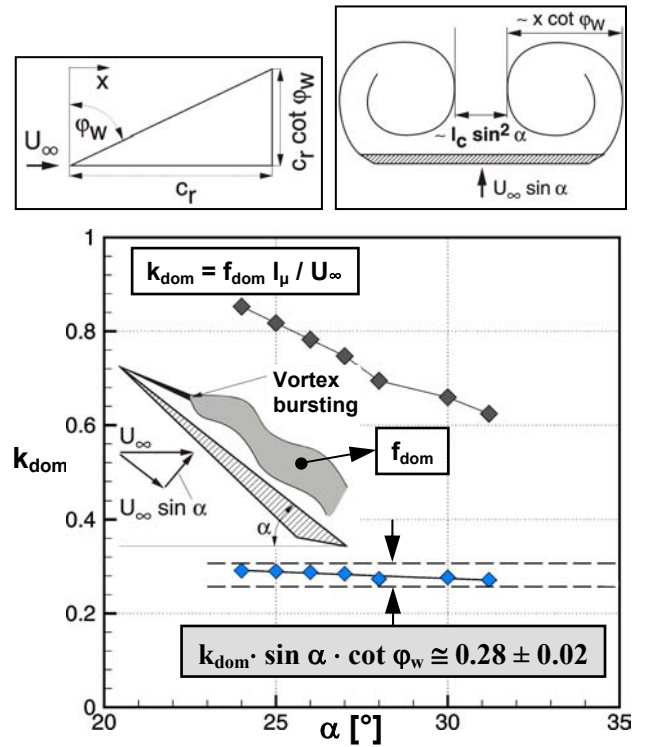 x
φw
U∞
cr
cr cot φw
~ x cot φw
~ lc sin² α
U∞ sin α
kdom = fdom lμ / U∞
Vortex
bursting
fdom
U∞
U∞ sin α
α
kdom· sin α · cot φw ≅ 0.28 ± 0.02
kdom
1
0.8
0.6
0.4
0.2
0
20
25
30
35
α [°]